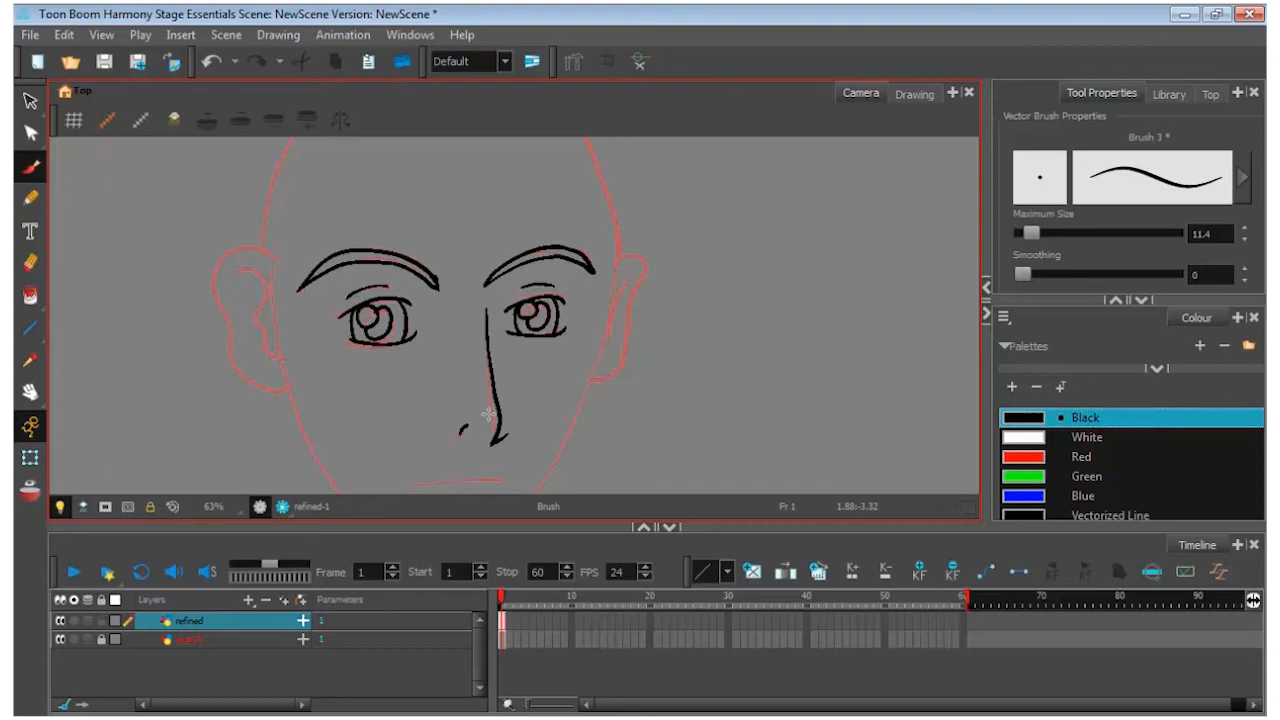 Toon Boom Harmony Stage Essentials Scene: NewScene Version: NewScene *
File Edit View Play Insert Scene Drawing Animation Windows Help
Default
Top
Camera Drawing
Tool Properties Library Top
Vector Brush Properties
Brush 3 *
Maximum Size
11.4
Smoothing
0
Colour
Palettes
Black
White
Red
Green
Blue
Vectorized Line
63% refined-1 Brush Fr 1 1.88:-3.32
Timeline
Frame 1 Start 1 Stop 60 FPS 24
K+ K- KF KF KF KF
Layers Parameters
10 20 30 40 50 60 70 80 90
refined 1
1